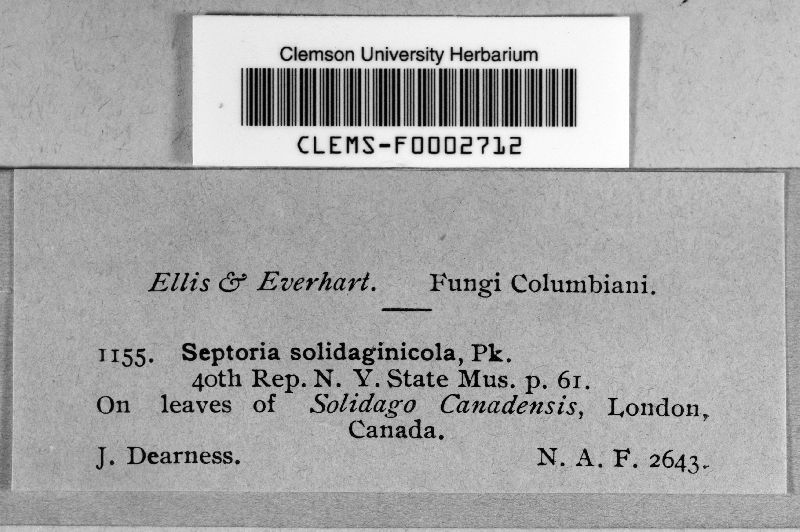 Clemson University Herbarium
CLEMS-F0002712
Ellis & Everhart. Fungi Columbiani.
1155. Septoria solidaginicola, Pk.
40th Rep. N. Y. State Mus. p. 61.
On leaves of Solidago Canadensis, London,
Canada.
J. Dearness. N. A. F. 2643.